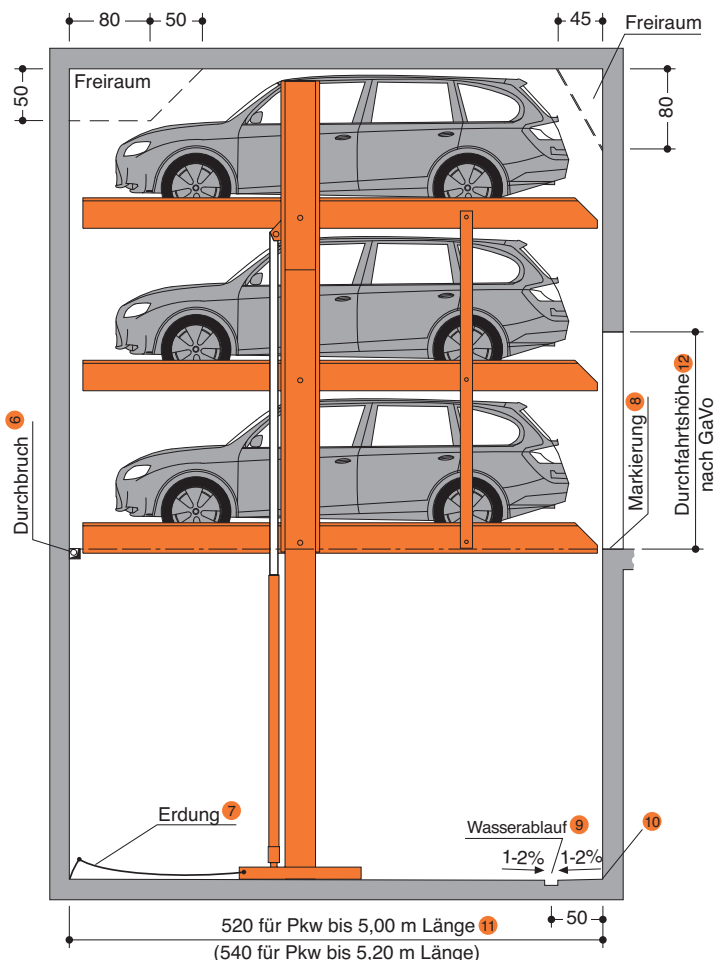 80
50
45
Freiraum
Freiraum
50
80
Durchbruch 6
Markierung 8
Durchfahrtshöhe 12
nach GaVo
Erdung 7
Wasserablauf 9
10
1-2%
1-2%
50
520 für Pkw bis 5,00 m Länge 11
(540 für Pkw bis 5,20 m Länge)